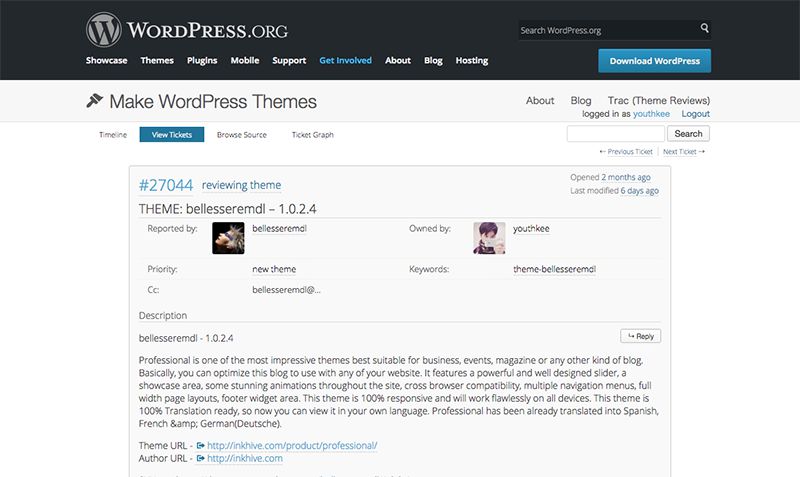 WORDPRESS.ORG
Search WordPress.org
Showcase Themes Plugins Mobile Support Get Involved About Blog Hosting
Download WordPress
Make WordPress Themes
About Blog Trac (Theme Reviews)
logged in as youthkee Logout
Timeline View Tickets Browse Source Ticket Graph
Search
← Previous Ticket Next Ticket →
#27044 reviewing theme
Opened 2 months ago
Last modified 6 days ago
THEME: bellesseremdl – 1.0.2.4
Reported by: bellesseremdl Owned by: youthkee
Priority: new theme Keywords: theme-bellesseremdl
Cc: bellesseremdl@…
Description
bellesseremdl - 1.0.2.4
Reply
Professional is one of the most impressive themes best suitable for business, events, magazine or any other kind of blog.
Basically, you can optimize this blog to use with any of your website. It features a powerful and well designed slider, a
showcase area, some stunning animations throughout the site, cross browser compatibility, multiple navigation menus, full
width page layouts, footer widget area. This theme is 100% responsive and will work flawlessly on all devices. This theme is
100% Translation ready, so now you can view it in your own language. Professional has been already translated into Spanish,
French &amp; German(Deutsche).
Theme URL - http://inkhive.com/product/professional/
Author URL - http://inkhive.com